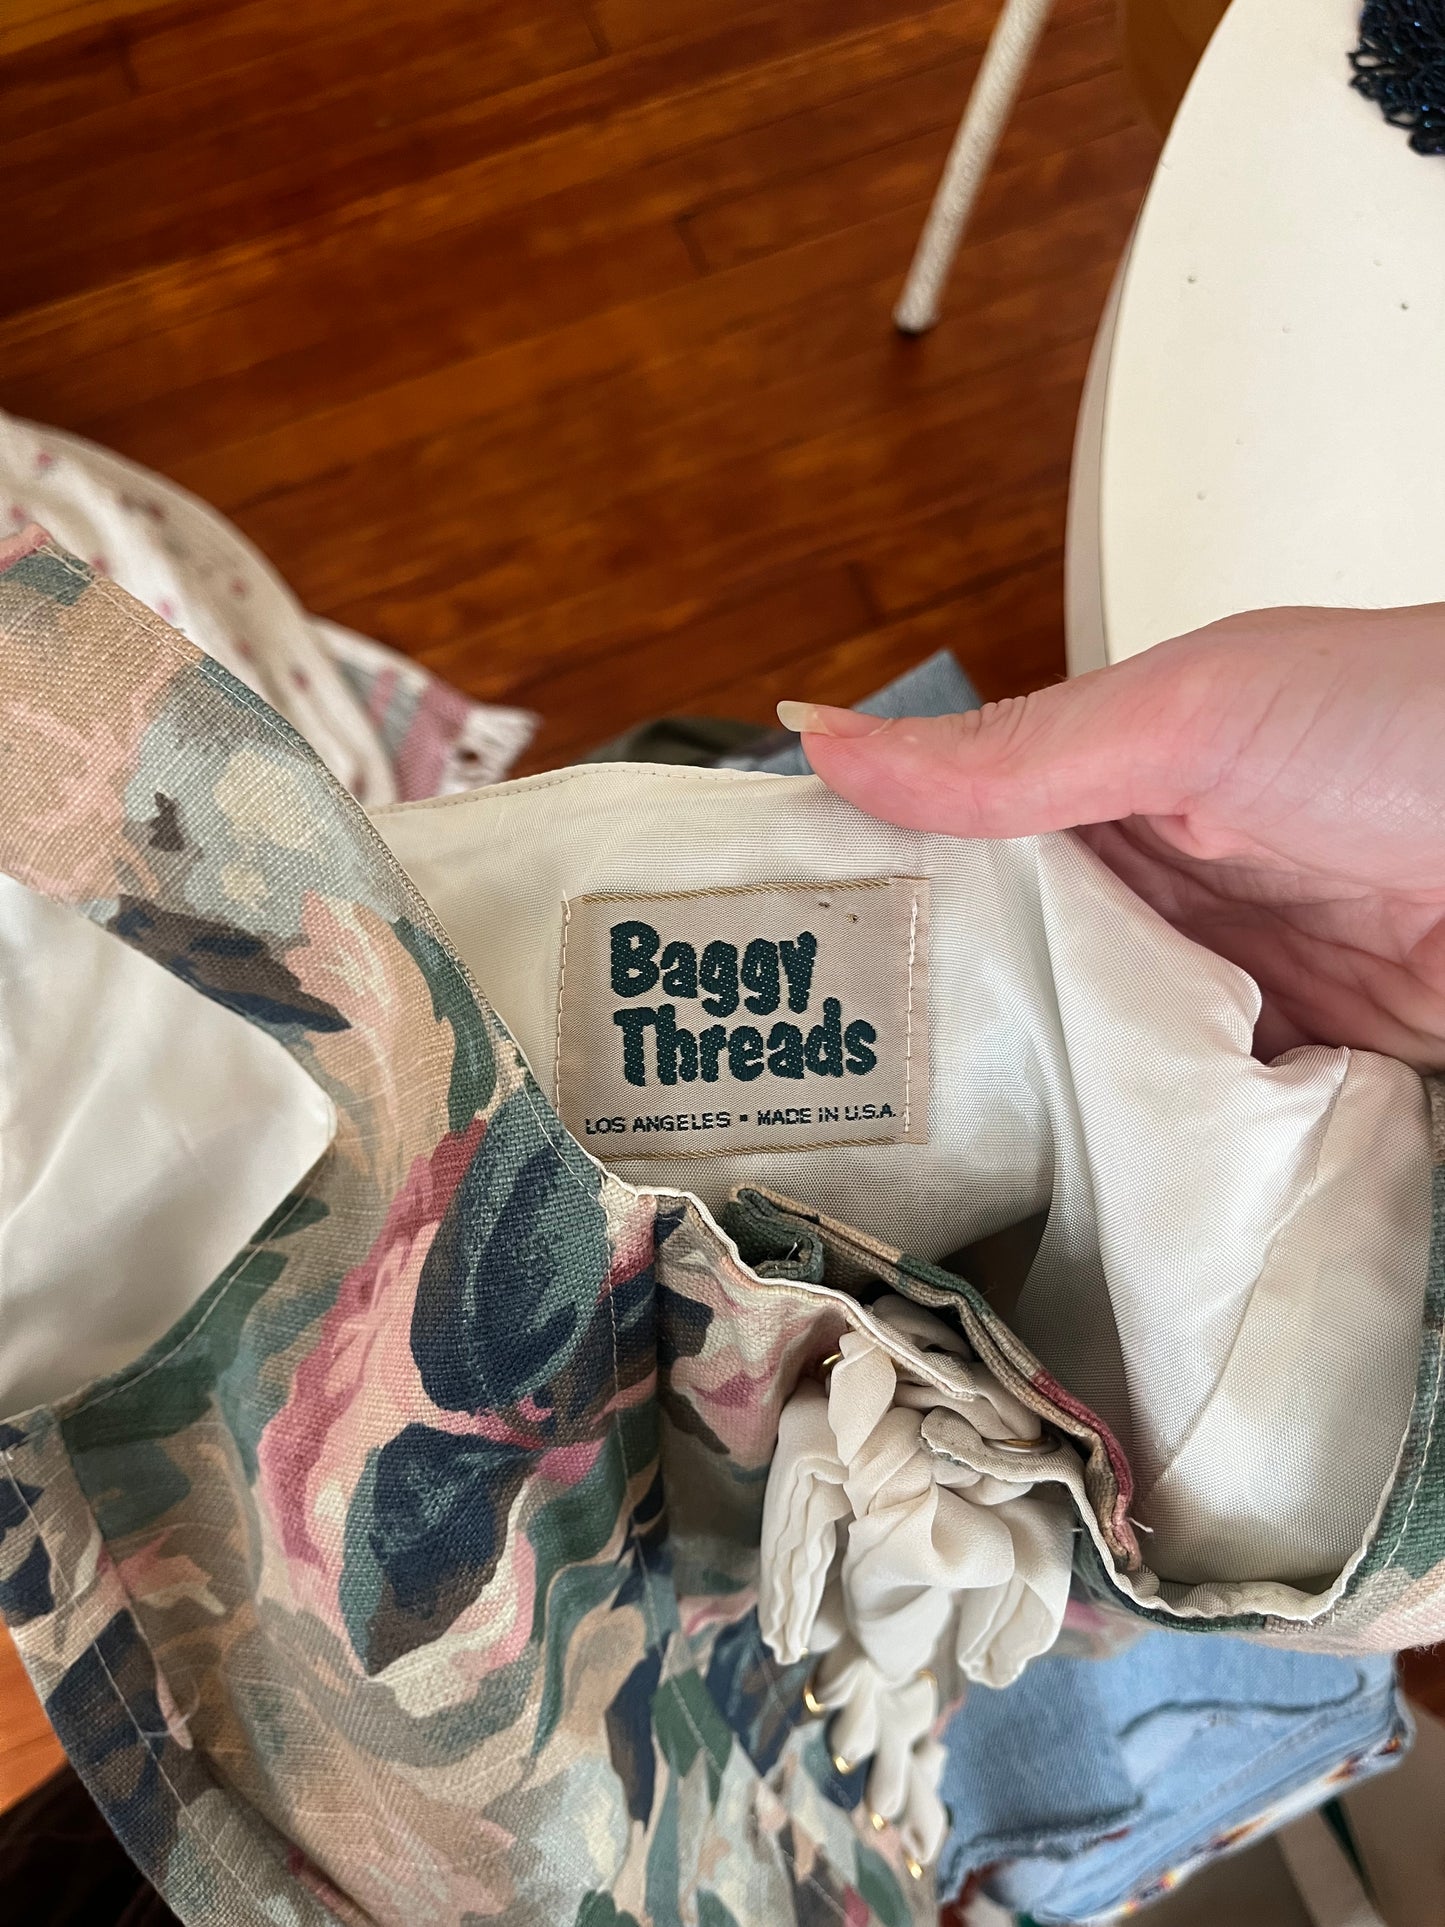 Baggy
Threads
LOS ANGELES ▪ MADE IN U.S.A.